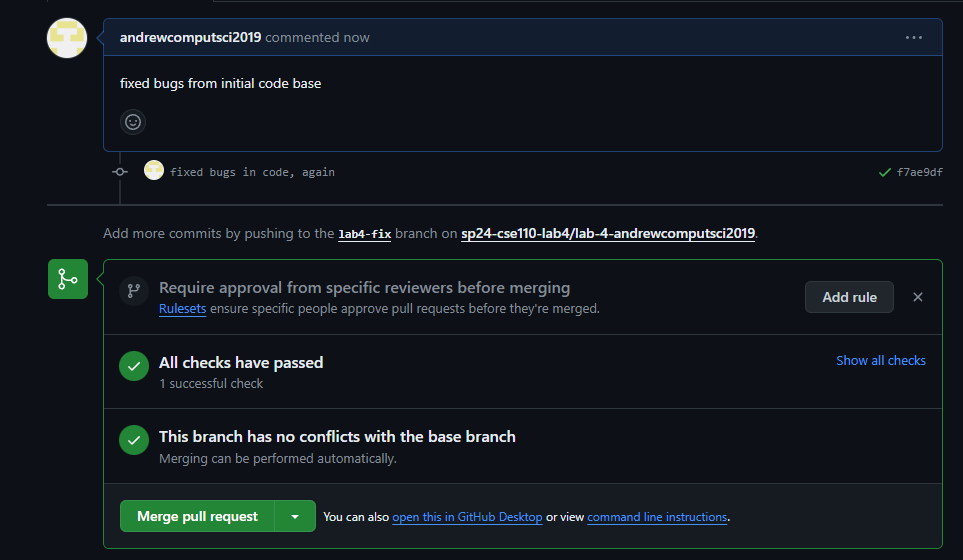 andrewcomputsci2019 commented now
fixed bugs from initial code base
fixed bugs in code, again
f7ae9df
Add more commits by pushing to the lab4-fix branch on sp24-cse110-lab4/lab-4-andrewcomputsci2019.
Require approval from specific reviewers before merging
Rulesets ensure specific people approve pull requests before they're merged.
Add rule
All checks have passed
1 successful check
Show all checks
This branch has no conflicts with the base branch
Merging can be performed automatically.
Merge pull request
You can also open this in GitHub Desktop or view command line instructions.